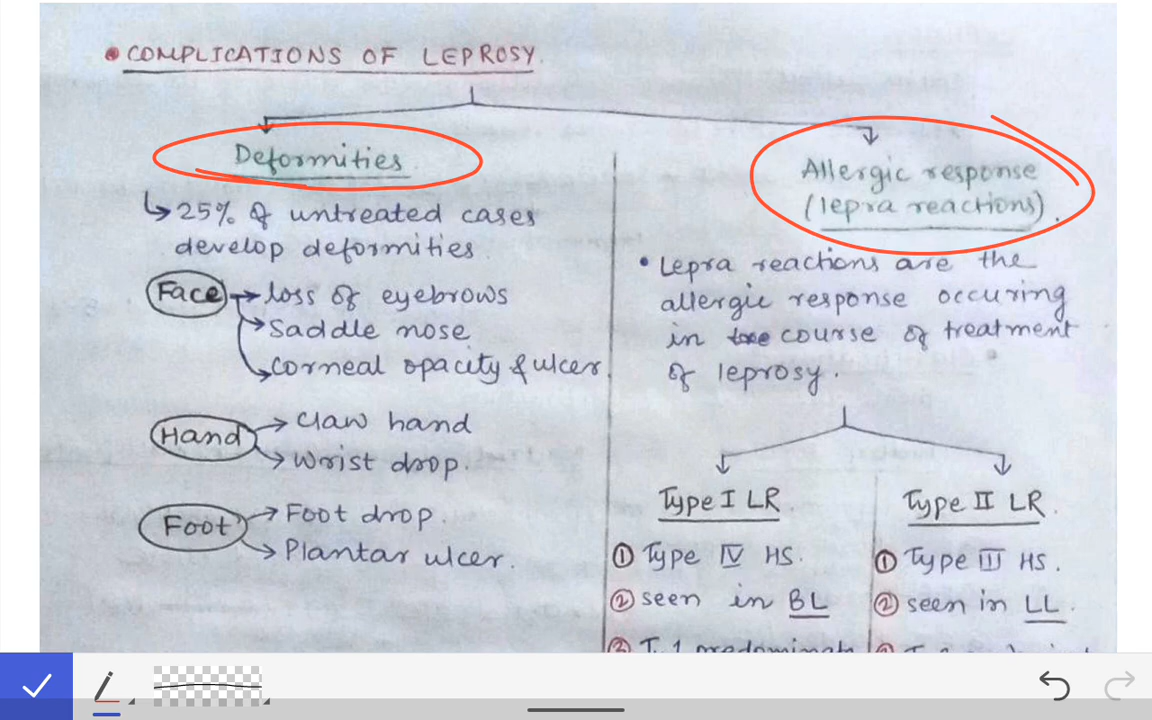 • COMPLICATIONS OF LEPROSY.
Deformities
↳ 25% of untreated cases
develop deformities
Face → loss of eyebrows
→ Saddle nose
→ Corneal opacity & ulcer.
Hand → Claw hand
→ Wrist drop.
Foot → Foot drop.
→ Plantar ulcer.
Allergic response
(lepra reactions).
• Lepra reactions are the
allergic response occuring
in course of treatment
of leprosy.
Type I LR
① Type IV HS.
② seen in BL
Type II LR.
① Type III HS.
② seen in LL.